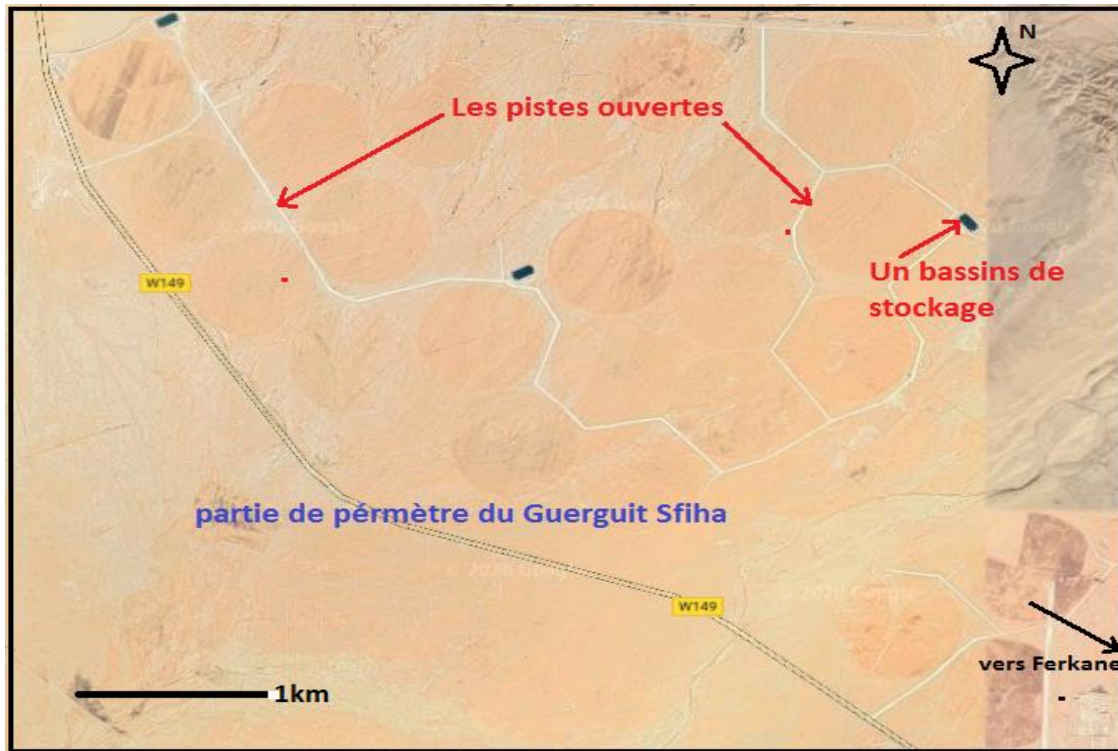 N
Les pistes ouvertes
W149
Un bassins de
stockage
partie de pérmètre du Guerguit Sfiha
W149
vers Ferkane
1km